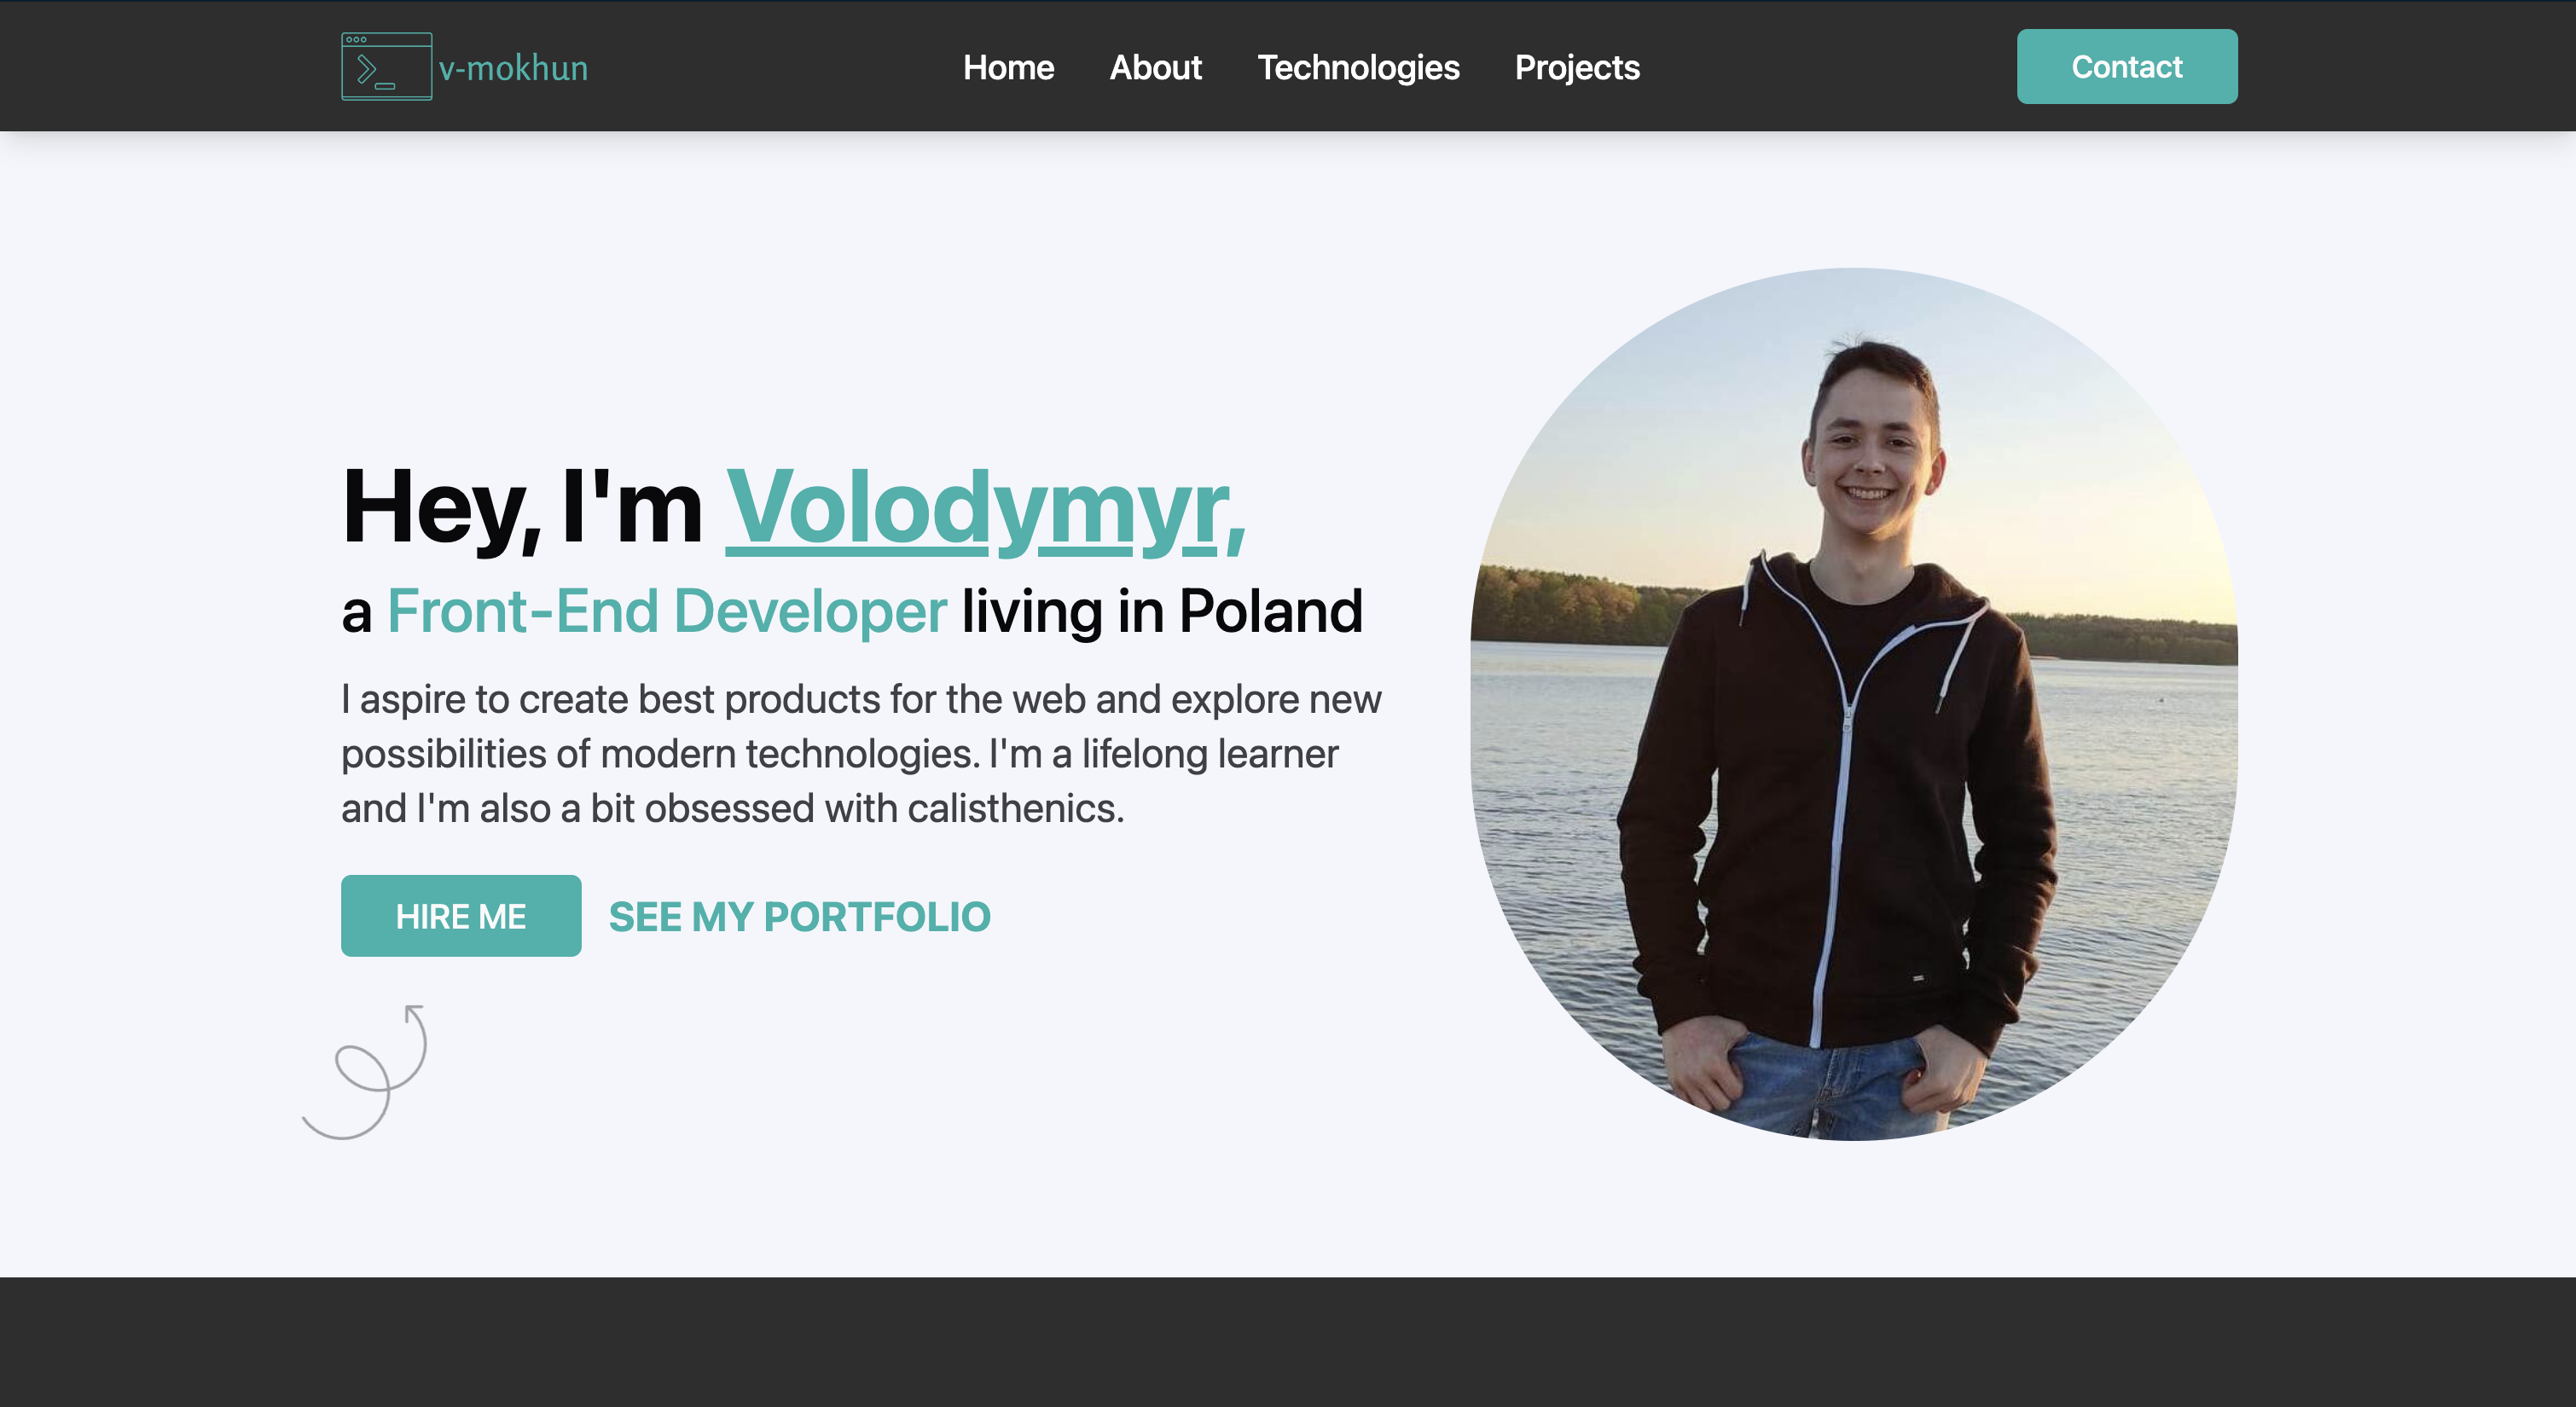 v-mokhun
Home About Technologies Projects
Contact
Hey, I'm Volodymyr,
a Front-End Developer living in Poland
I aspire to create best products for the web and explore new
possibilities of modern technologies. I'm a lifelong learner
and I'm also a bit obsessed with calisthenics.
HIRE ME SEE MY PORTFOLIO